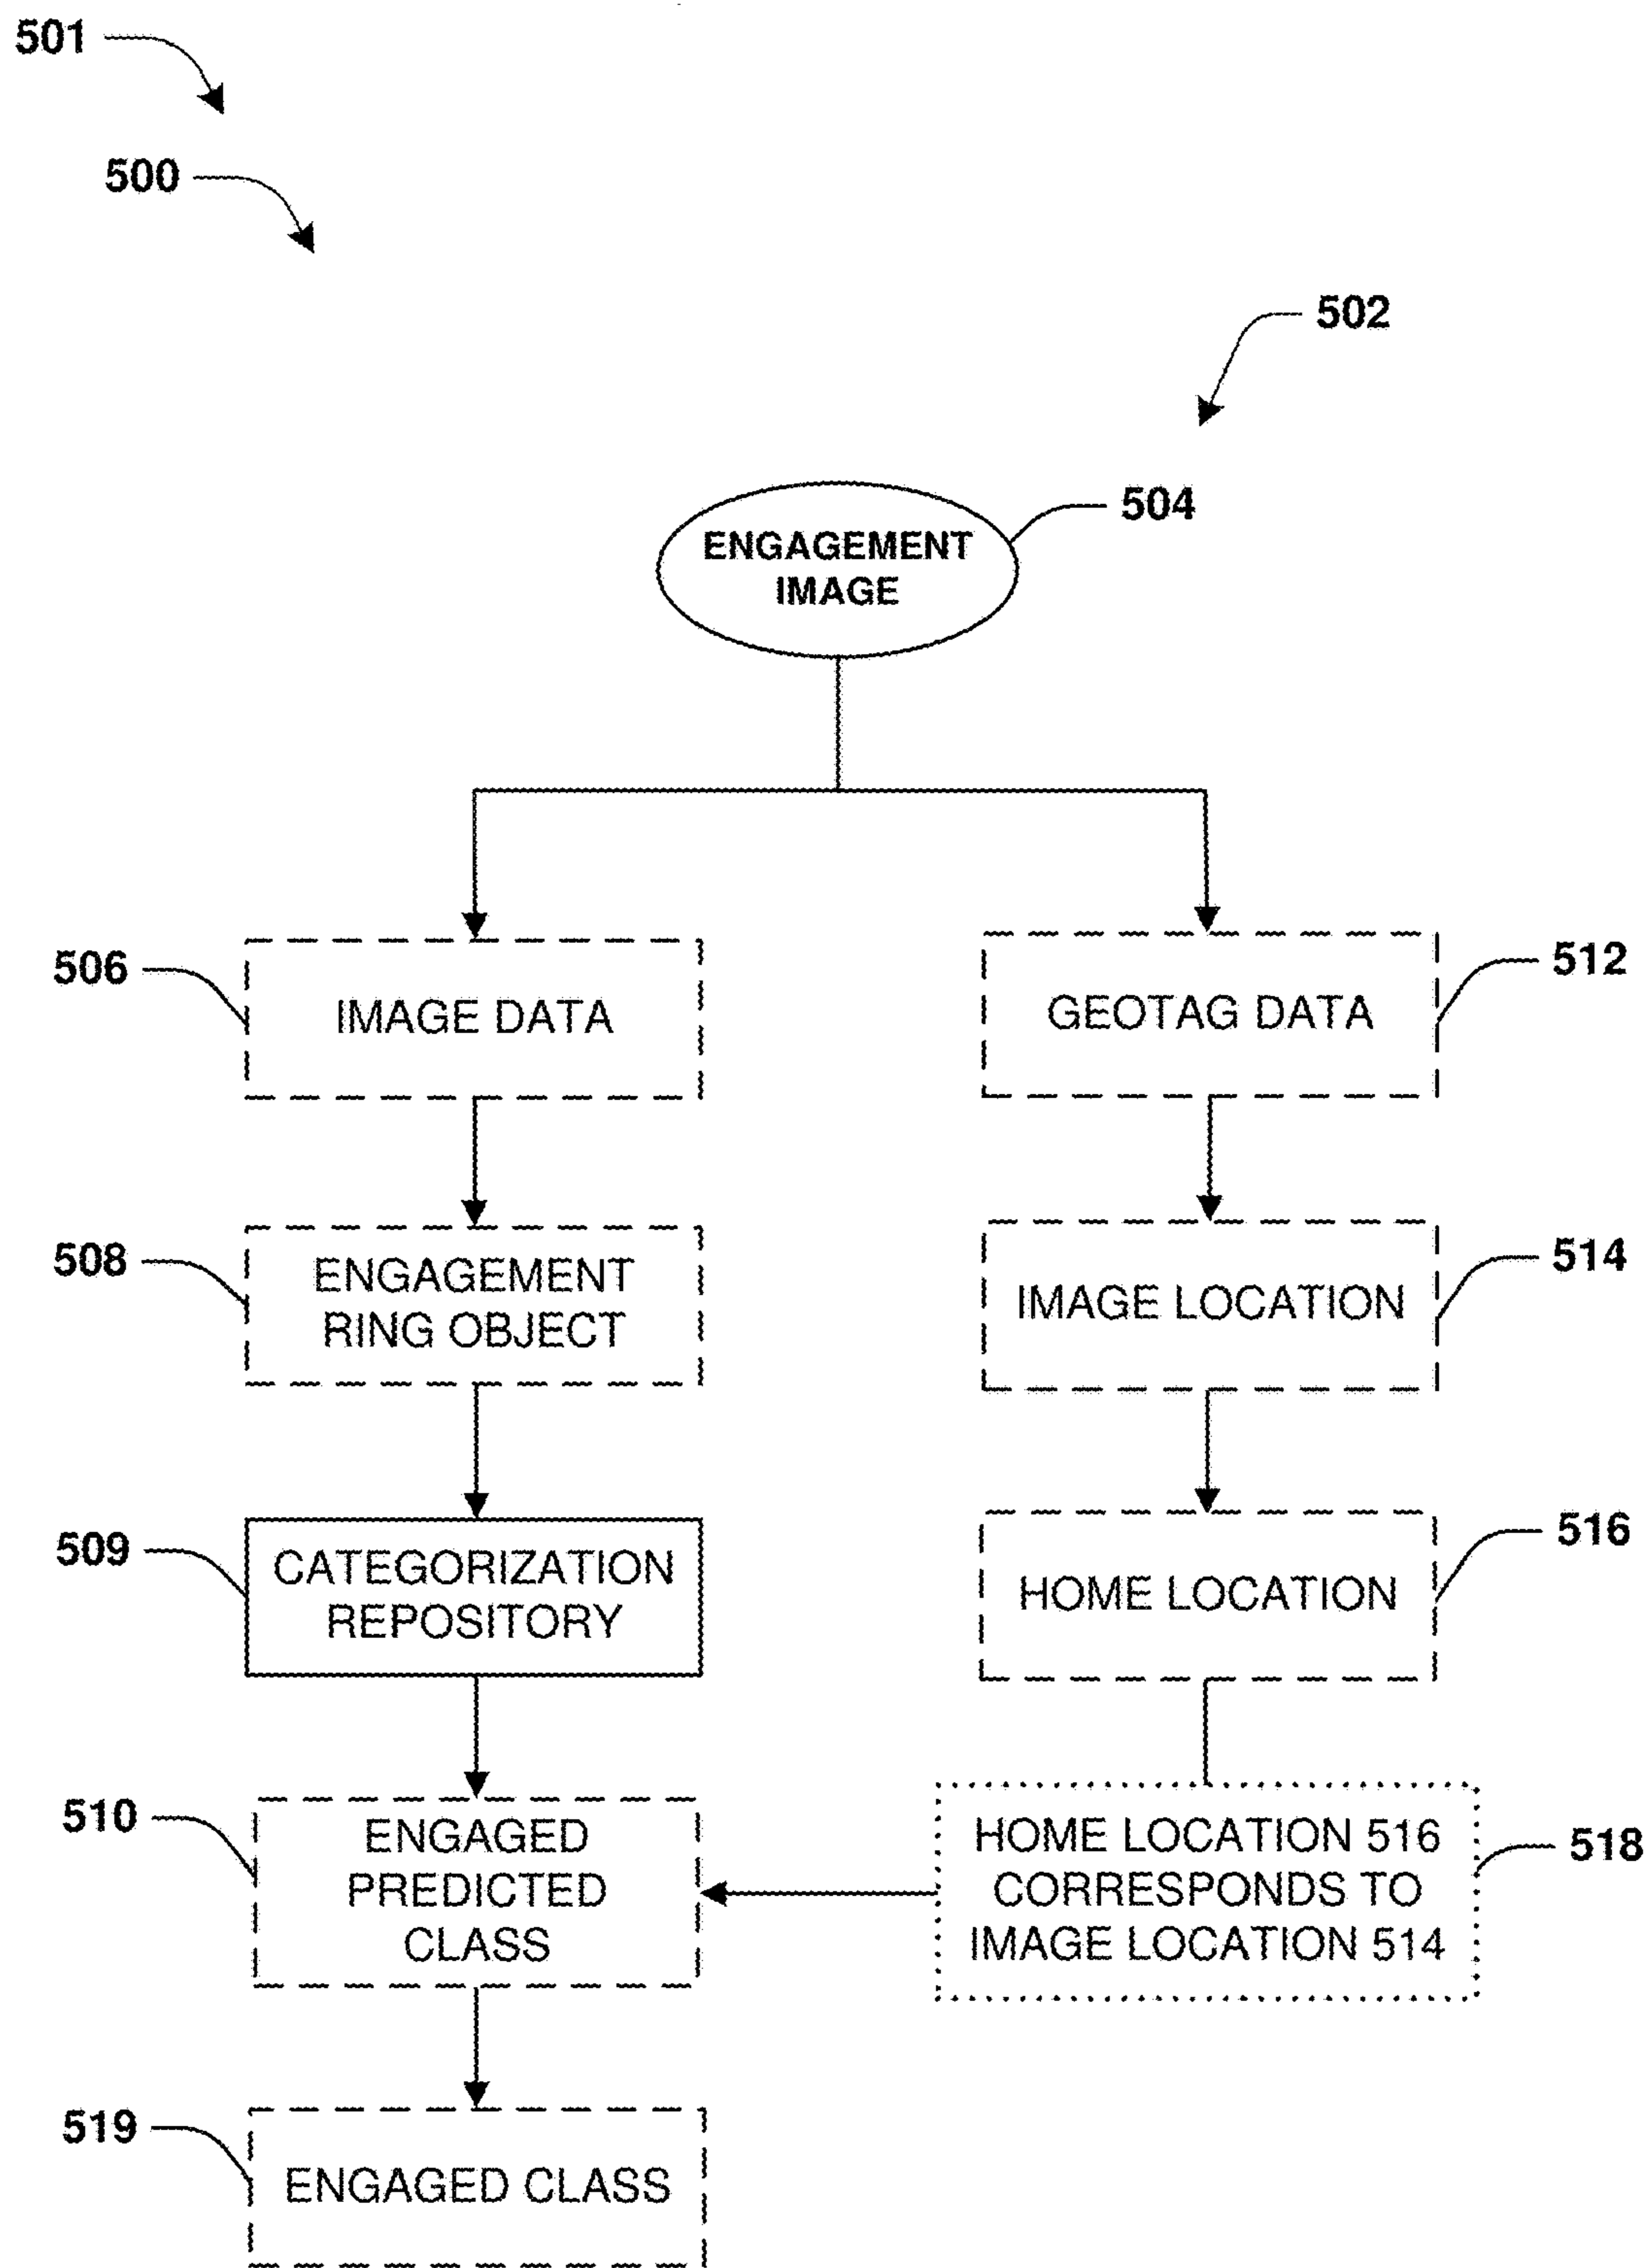 501
500
502
504
ENGAGEMENT
IMAGE
506
IMAGE DATA
GEOTAG DATA
512
508
ENGAGEMENT
RING OBJECT
IMAGE LOCATION
514
509
CATEGORIZATION
REPOSITORY
HOME LOCATION
516
510
ENGAGED
PREDICTED
CLASS
HOME LOCATION 516
CORRESPONDS TO
IMAGE LOCATION 514
518
519
ENGAGED CLASS